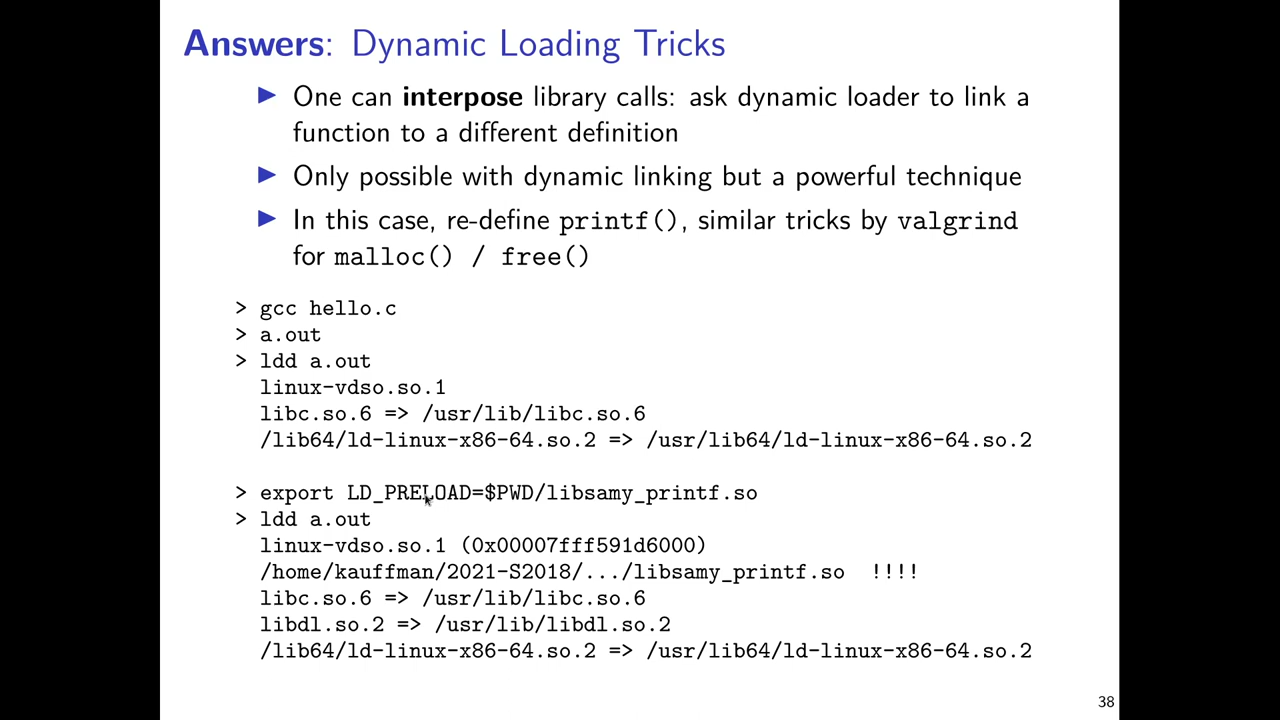 Answers: Dynamic Loading Tricks
▶ One can interpose library calls: ask dynamic loader to link a
function to a different definition
▶ Only possible with dynamic linking but a powerful technique
▶ In this case, re-define printf(), similar tricks by valgrind
for malloc() / free()
> gcc hello.c
> a.out
> ldd a.out
linux-vdso.so.1
libc.so.6 => /usr/lib/libc.so.6
/lib64/ld-linux-x86-64.so.2 => /usr/lib64/ld-linux-x86-64.so.2
> export LD_PRELOAD=$PWD/libsamy_printf.so
> ldd a.out
linux-vdso.so.1 (0x00007fff591d6000)
/home/kauffman/2021-S2018/.../libsamy_printf.so !!!!
libc.so.6 => /usr/lib/libc.so.6
libdl.so.2 => /usr/lib/libdl.so.2
/lib64/ld-linux-x86-64.so.2 => /usr/lib64/ld-linux-x86-64.so.2
38